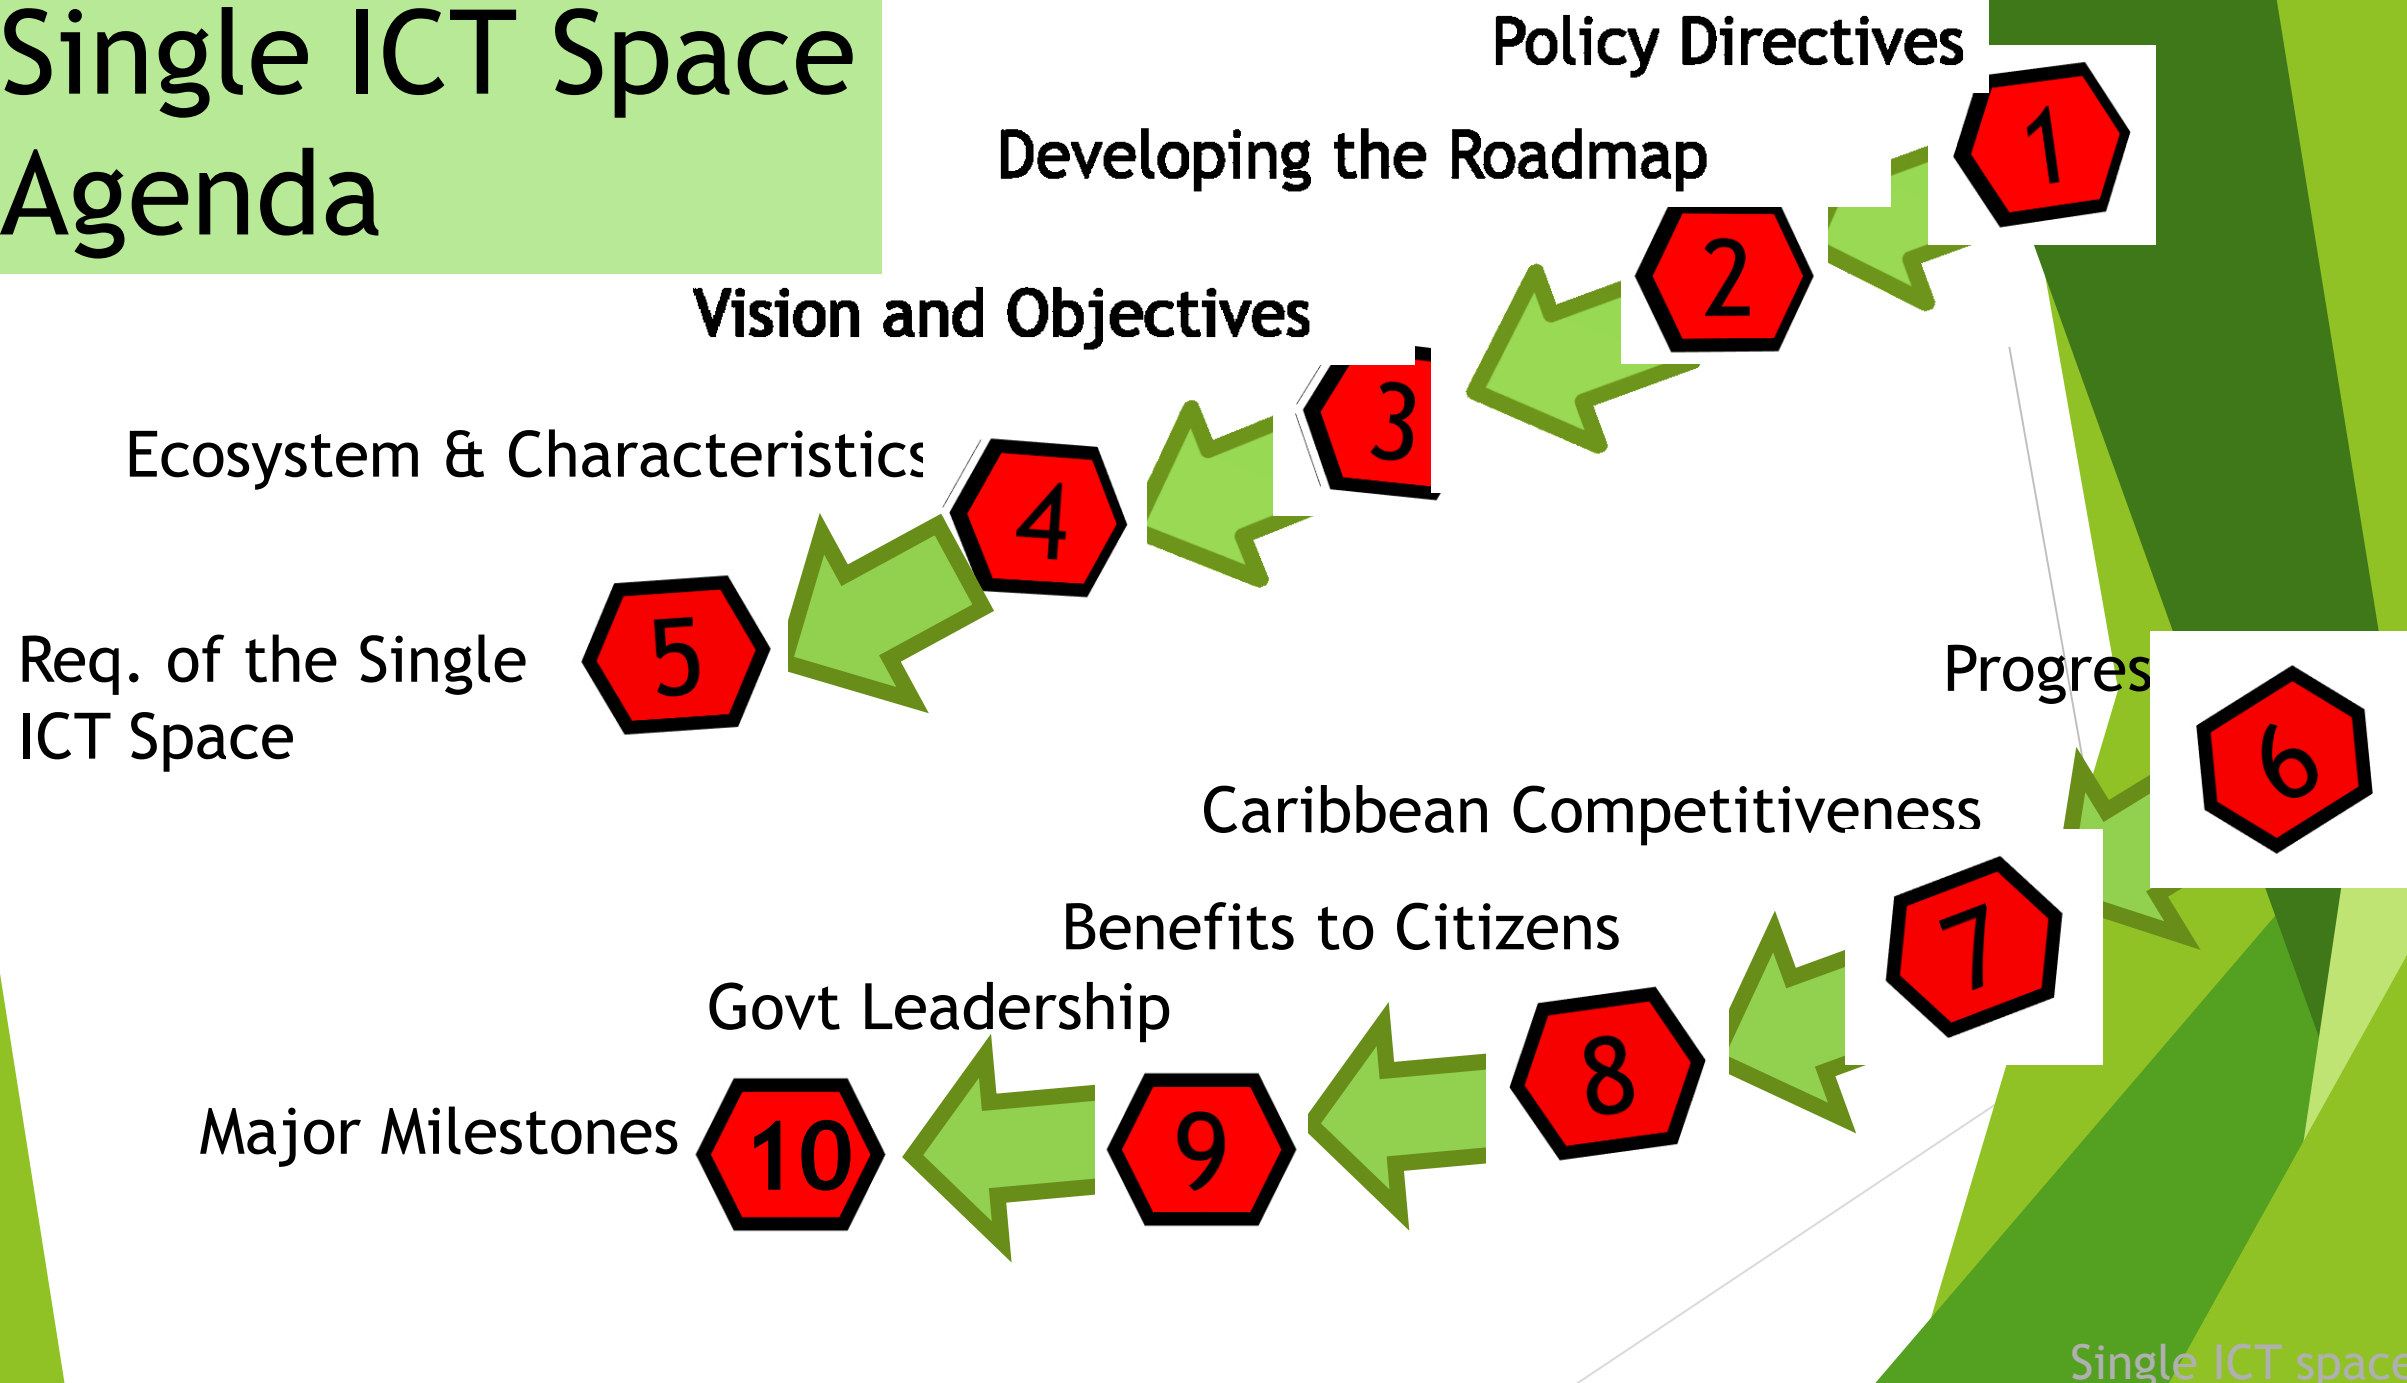 Single ICT Space
Agenda
Policy Directives
1
Developing the Roadmap
2
Vision and Objectives
3
Ecosystem & Characteristics
4
Req. of the Single
ICT Space
5
Progres
6
Caribbean Competitiveness
7
Benefits to Citizens
8
Govt Leadership
9
Major Milestones
10
Single ICT space